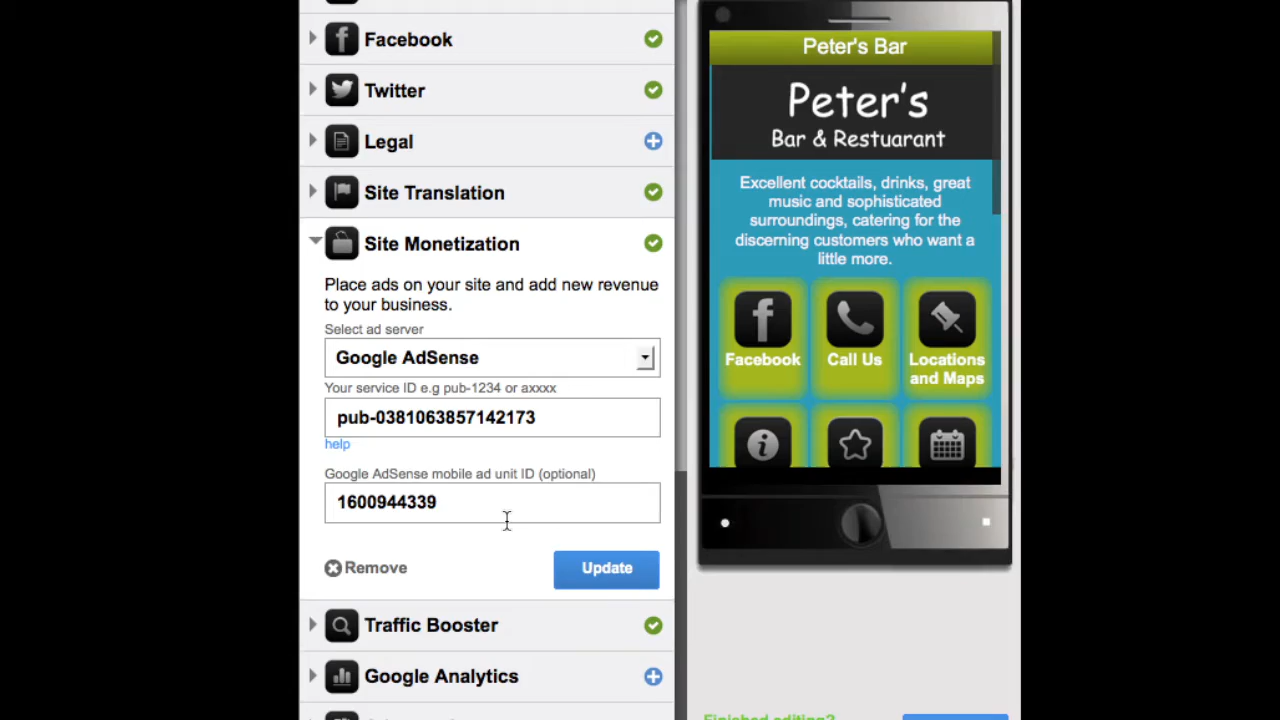 Facebook
Twitter
Legal
Site Translation
Site Monetization
Place ads on your site and add new revenue
to your business.
Select ad server
Google AdSense
Your service ID e.g pub-1234 or axxxx
pub-0381063857142173
help
Google AdSense mobile ad unit ID (optional)
1600944339
Remove
Update
Traffic Booster
Google Analytics
Peter's Bar
Peter's
Bar & Restuarant
Excellent cocktails, drinks, great
music and sophisticated
surroundings, catering for the
discerning customers who want a
little more.
Facebook
Call Us
Locations
and Maps
Finished editing?